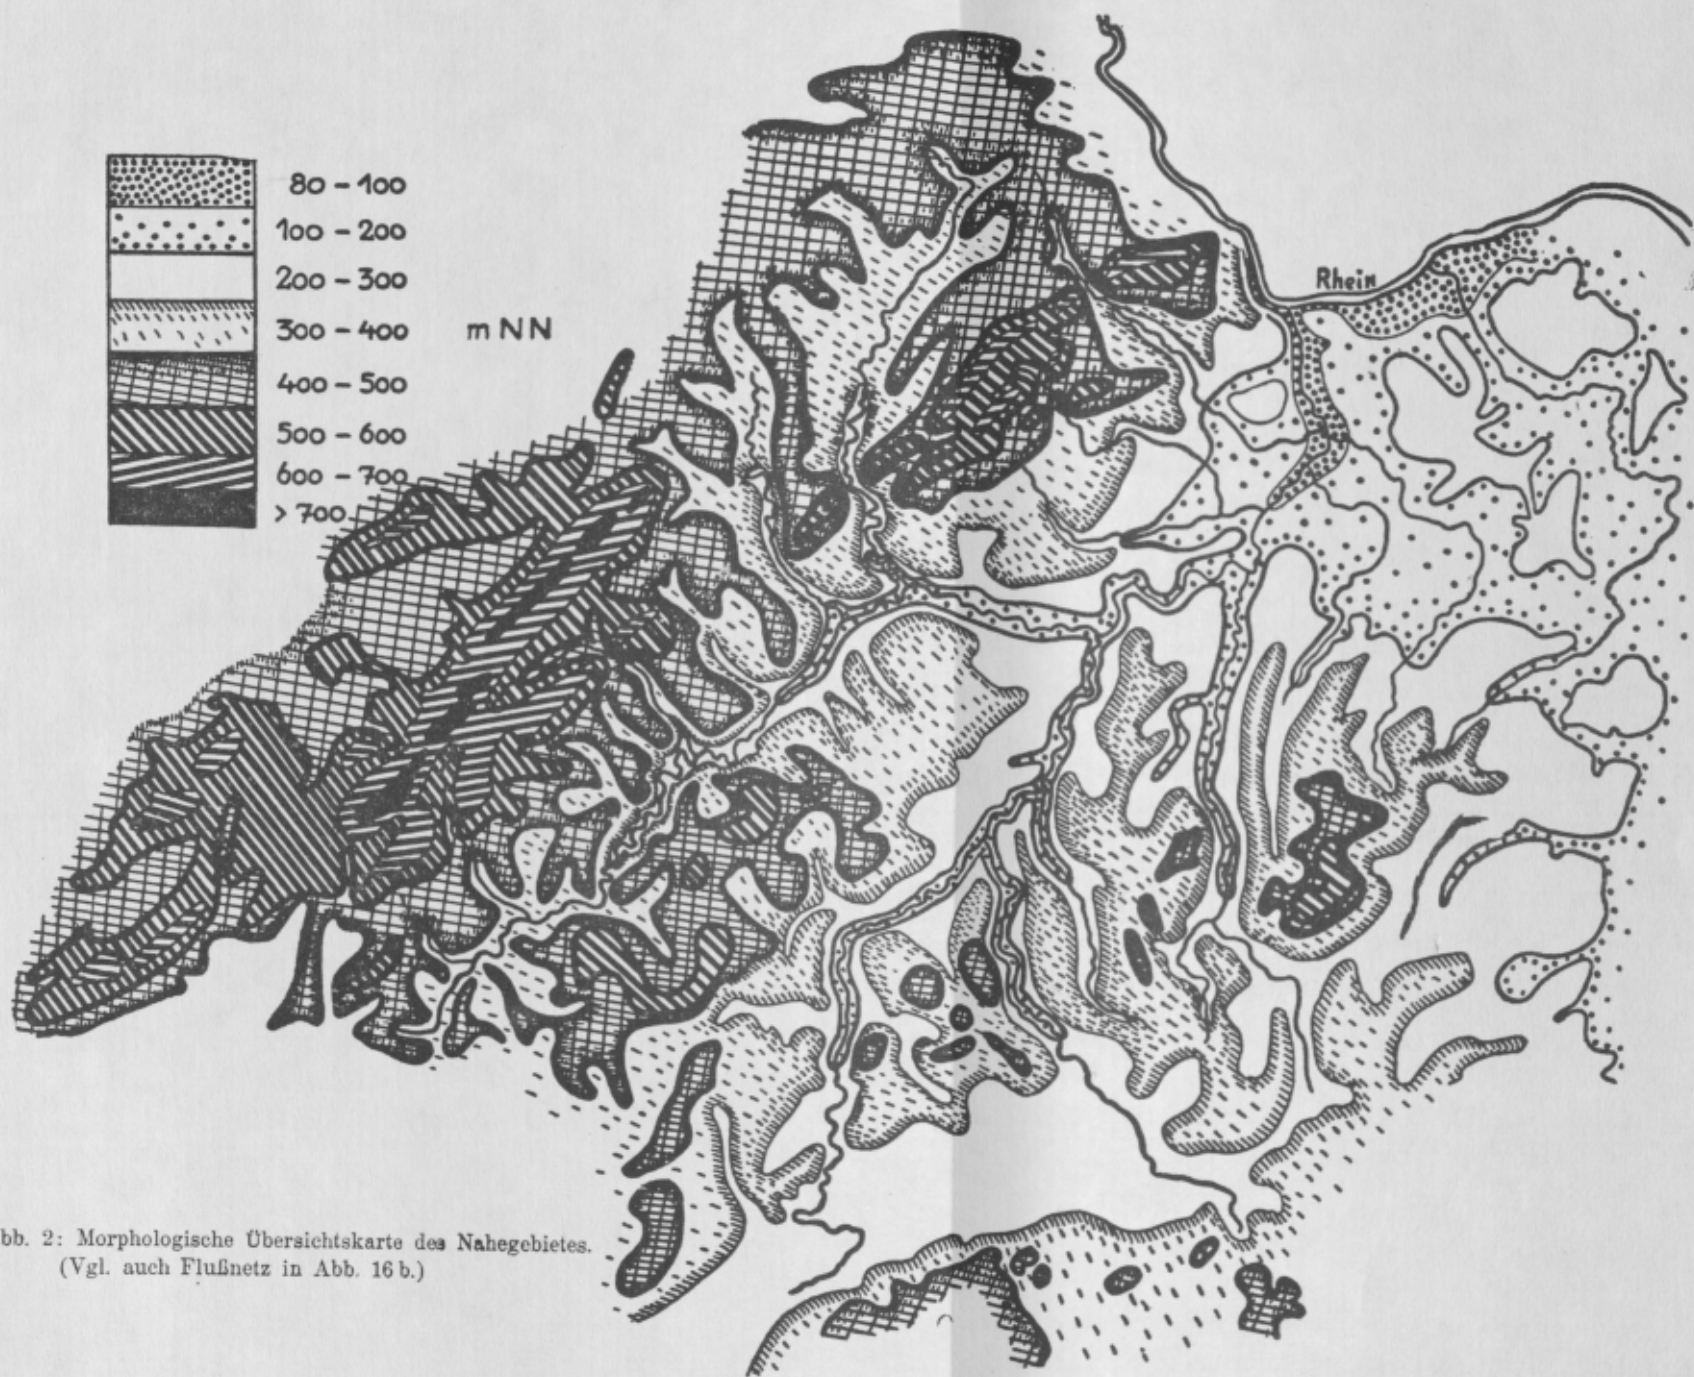 80 – 100
100 – 200
200 – 300
300 – 400 m NN
400 – 500
500 – 600
600 – 700
> 700
Rhein
bb. 2: Morphologische Übersichtskarte des Nahegebietes.
(Vgl. auch Flußnetz in Abb. 16 b.)